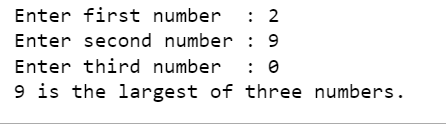 Enter first number  : 2
Enter second number : 9
Enter third number  : 0
9 is the largest of three numbers.